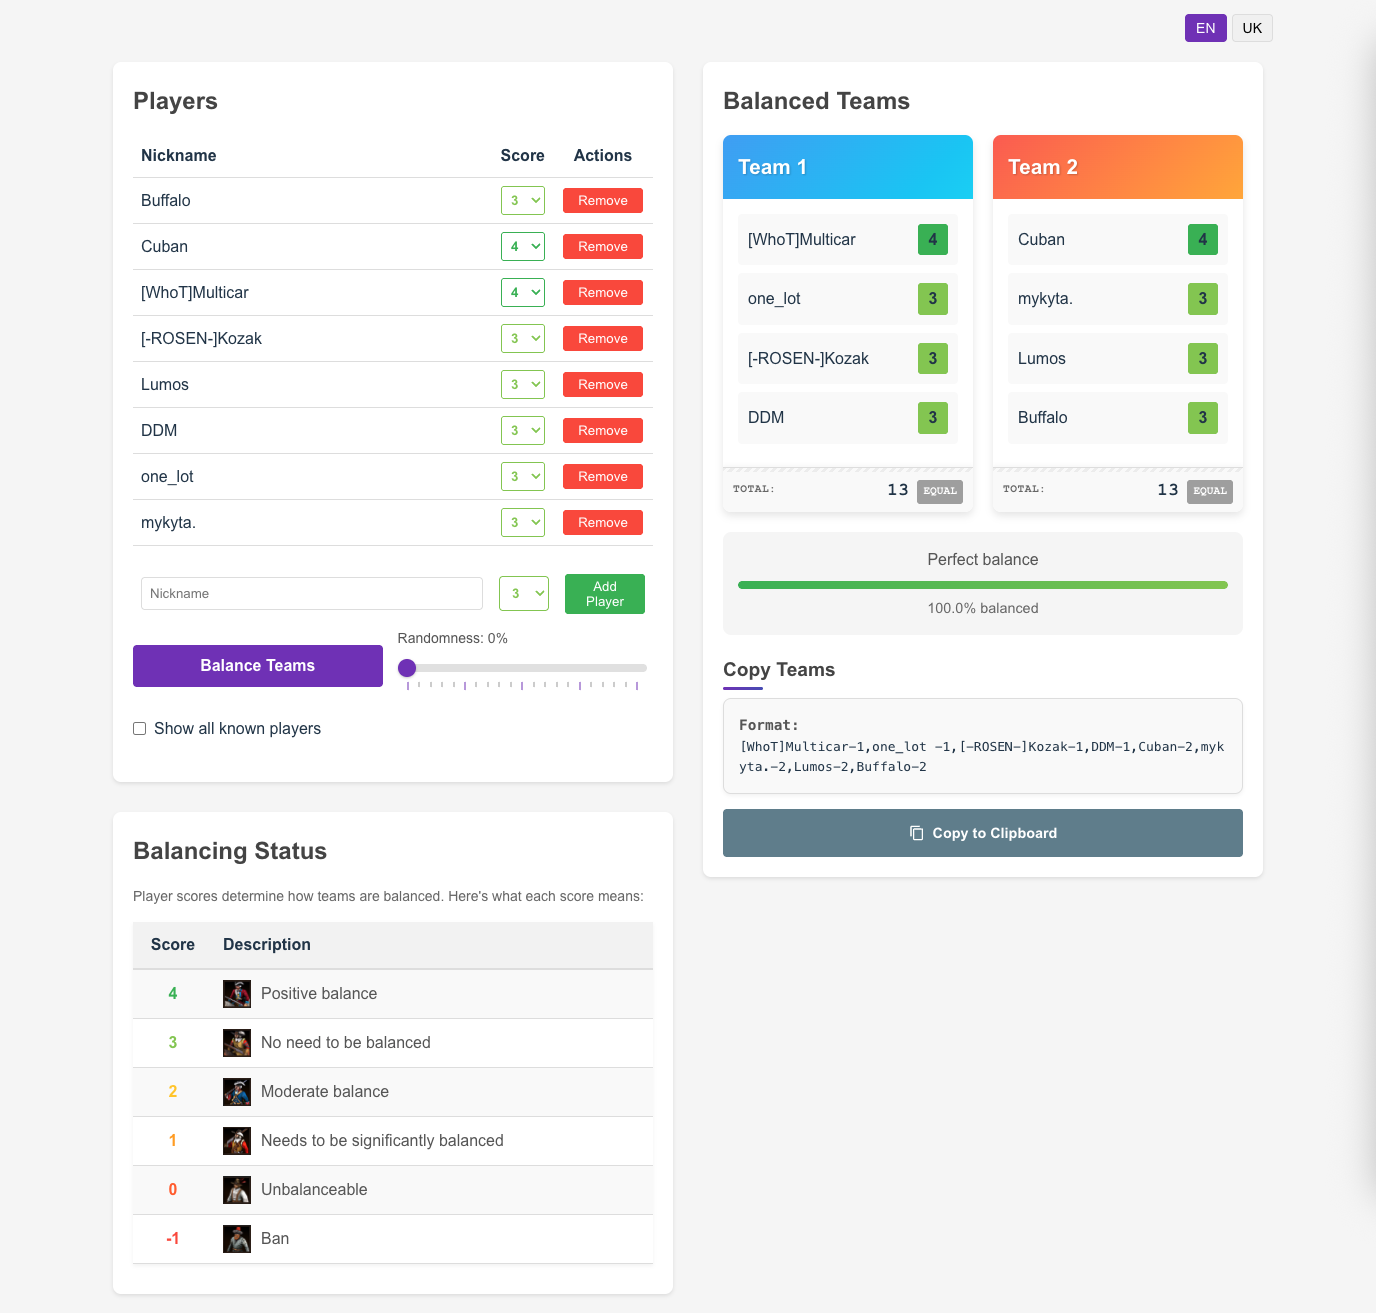 EN UK
Players
Nickname Score Actions
Buffalo 3 Remove
Cuban 4 Remove
[WhoT]Multicar 4 Remove
[-ROSEN-]Kozak 3 Remove
Lumos 3 Remove
DDM 3 Remove
one_lot 3 Remove
mykyta. 3 Remove
Nickname 3 Add Player
Balance Teams
Randomness: 0%
Show all known players
Balancing Status
Player scores determine how teams are balanced. Here's what each score means:
Score Description
4 Positive balance
3 No need to be balanced
2 Moderate balance
1 Needs to be significantly balanced
0 Unbalanceable
-1 Ban
Balanced Teams
Team 1
[WhoT]Multicar 4
one_lot 3
[-ROSEN-]Kozak 3
DDM 3
TOTAL: 13 EQUAL
Team 2
Cuban 4
mykyta. 3
Lumos 3
Buffalo 3
TOTAL: 13 EQUAL
Perfect balance
100.0% balanced
Copy Teams
Format:
[WhoT]Multicar-1,one_lot -1,[-ROSEN-]Kozak-1,DDM-1,Cuban-2,myk
yta.-2,Lumos-2,Buffalo-2
Copy to Clipboard